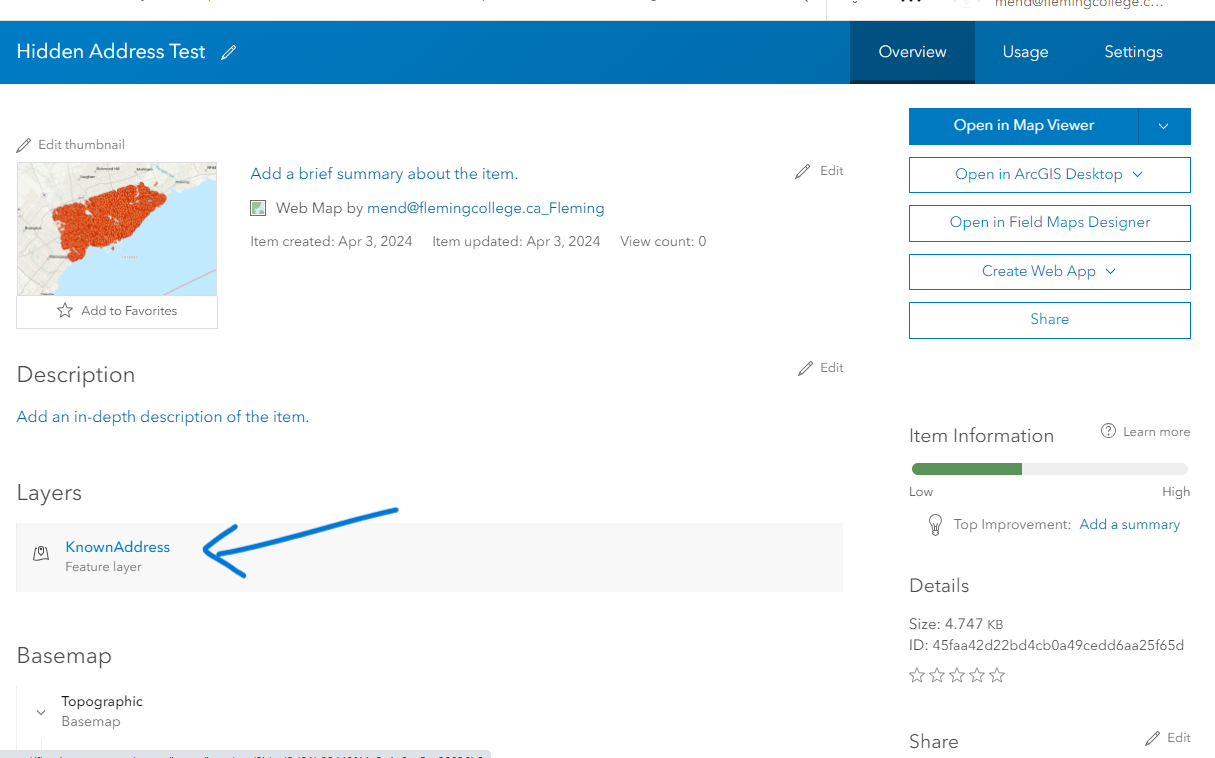 mend@flemingcollege.c...
Hidden Address Test
Overview
Usage
Settings
Edit thumbnail
Add to Favorites
Add a brief summary about the item.
Edit
Web Map by mend@flemingcollege.ca_Fleming
Item created: Apr 3, 2024 Item updated: Apr 3, 2024 View count: 0
Description
Edit
Add an in-depth description of the item.
Layers
KnownAddress
Feature layer
Basemap
Topographic
Basemap
Open in Map Viewer
Open in ArcGIS Desktop
Open in Field Maps Designer
Create Web App
Share
Item Information
Learn more
Low
High
Top Improvement: Add a summary
Details
Size: 4.747 KB
ID: 45faa42d22bd4cb0a49cedd6aa25f65d
Share
Edit